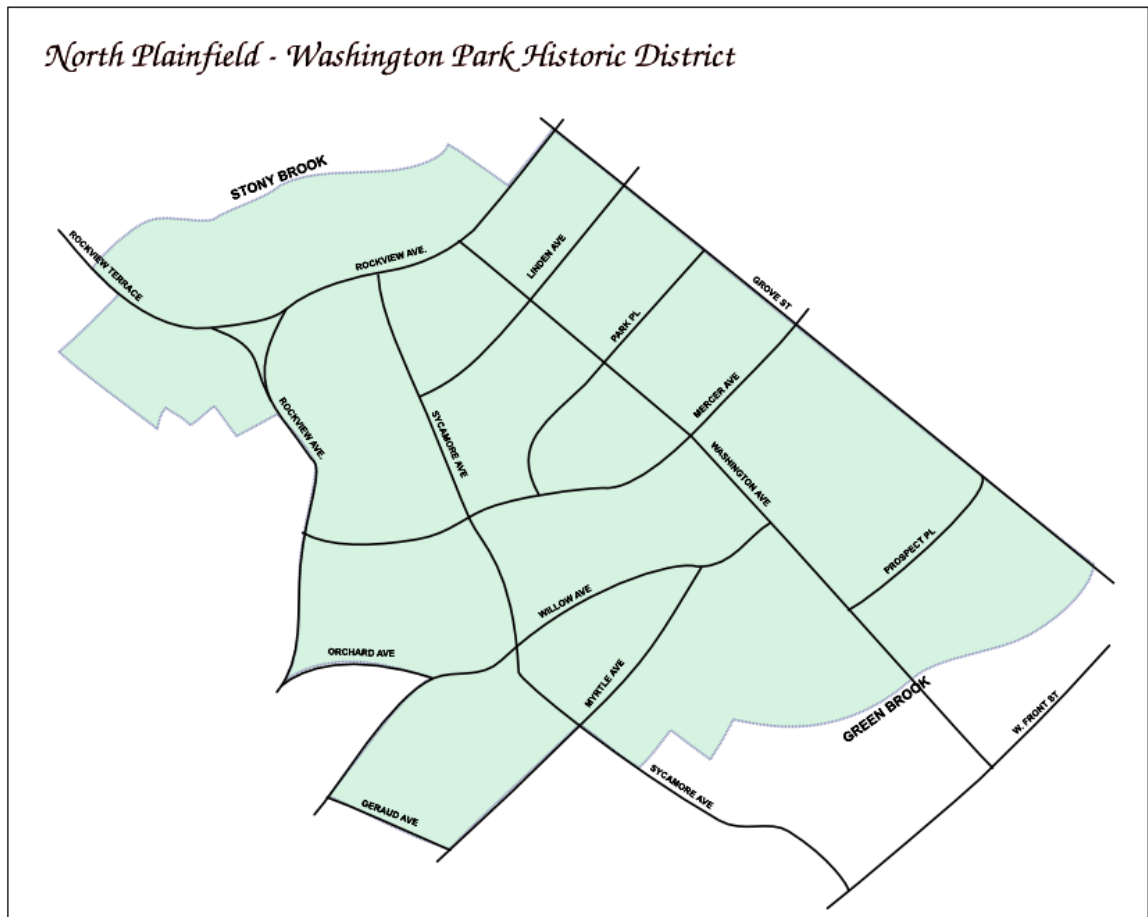 North Plainfield - Washington Park Historic District
STONY BROOK
ROCKVIEW TERRACE
ROCKVIEW AVE.
LINDEN AVE
GROVE ST
PARK PL
MERCER AVE
ROCKVIEW AVE.
SYCAMORE AVE
WASHINGTON AVE
PROSPECT PL
WILLOW AVE
ORCHARD AVE
MYRTLE AVE
GREEN BROOK
W. FRONT ST
SYCAMORE AVE
GERAUD AVE